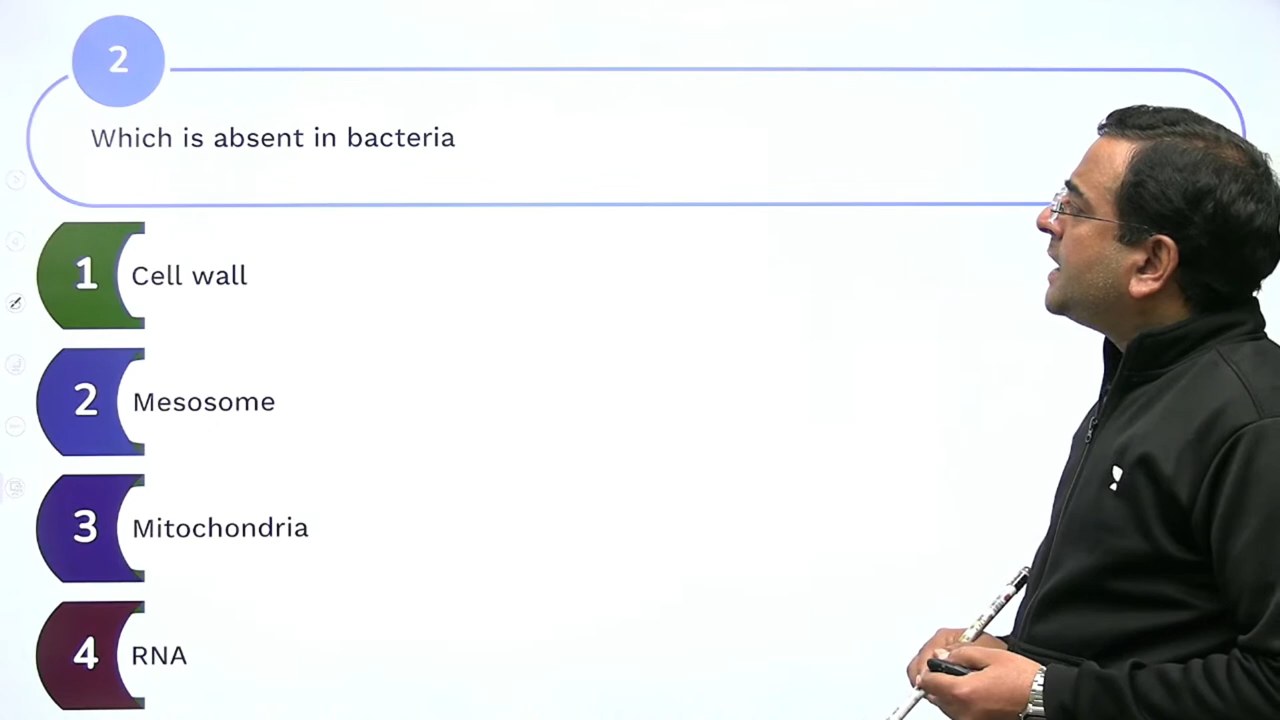 2
Which is absent in bacteria
1 Cell wall
2 Mesosome
3 Mitochondria
4 RNA